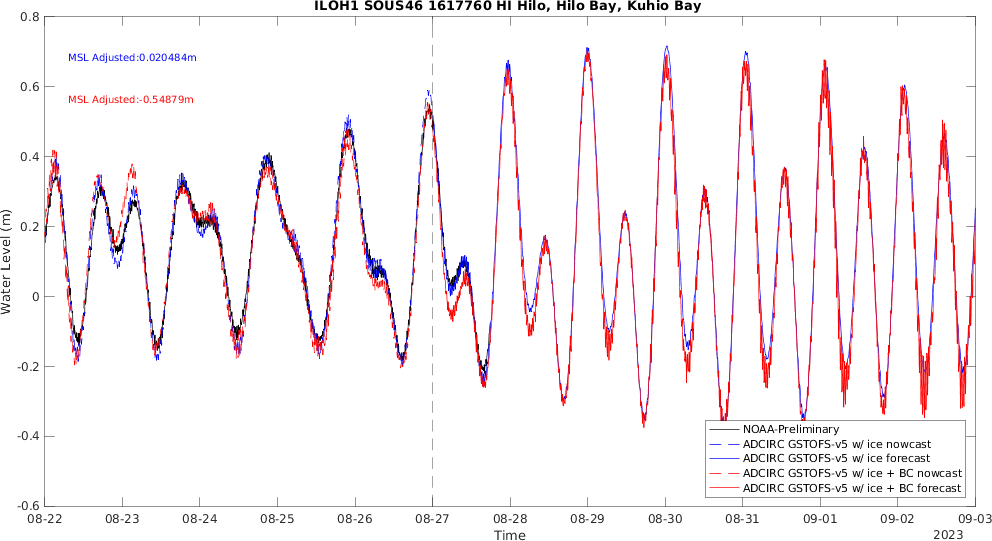 ILOH1 SOUS46 1617760 HI Hilo, Hilo Bay, Kuhio Bay
0.8
MSL Adjusted:0.020484m
0.6
MSL Adjusted:-0.54879m
0.4
0.2
Water Level (m)
0
-0.2
-0.4
NOAA-Preliminary
ADCIRC GSTOFS-v5 w/ ice nowcast
ADCIRC GSTOFS-v5 w/ ice forecast
ADCIRC GSTOFS-v5 w/ ice + BC nowcast
ADCIRC GSTOFS-v5 w/ ice + BC forecast
-0.6
08-22 08-23 08-24 08-25 08-26 08-27 08-28 08-29 08-30 08-31 09-01 09-02 09-03
Time
2023